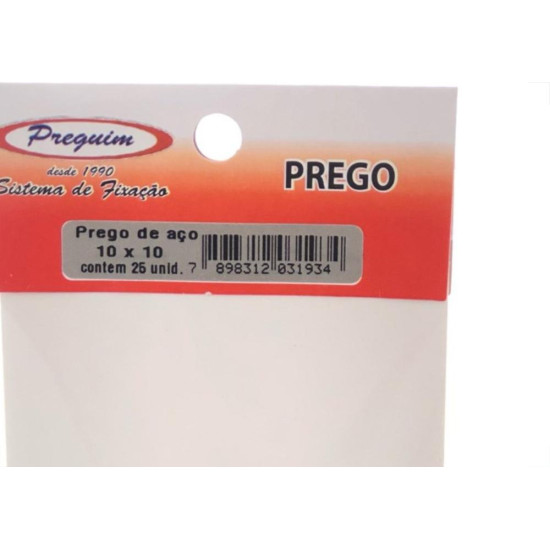 Preguim
desde 1990
Sistema de Fixação
PREGO
Prego de aço
10 x 10
contem 25 unid.
7 898312 031934